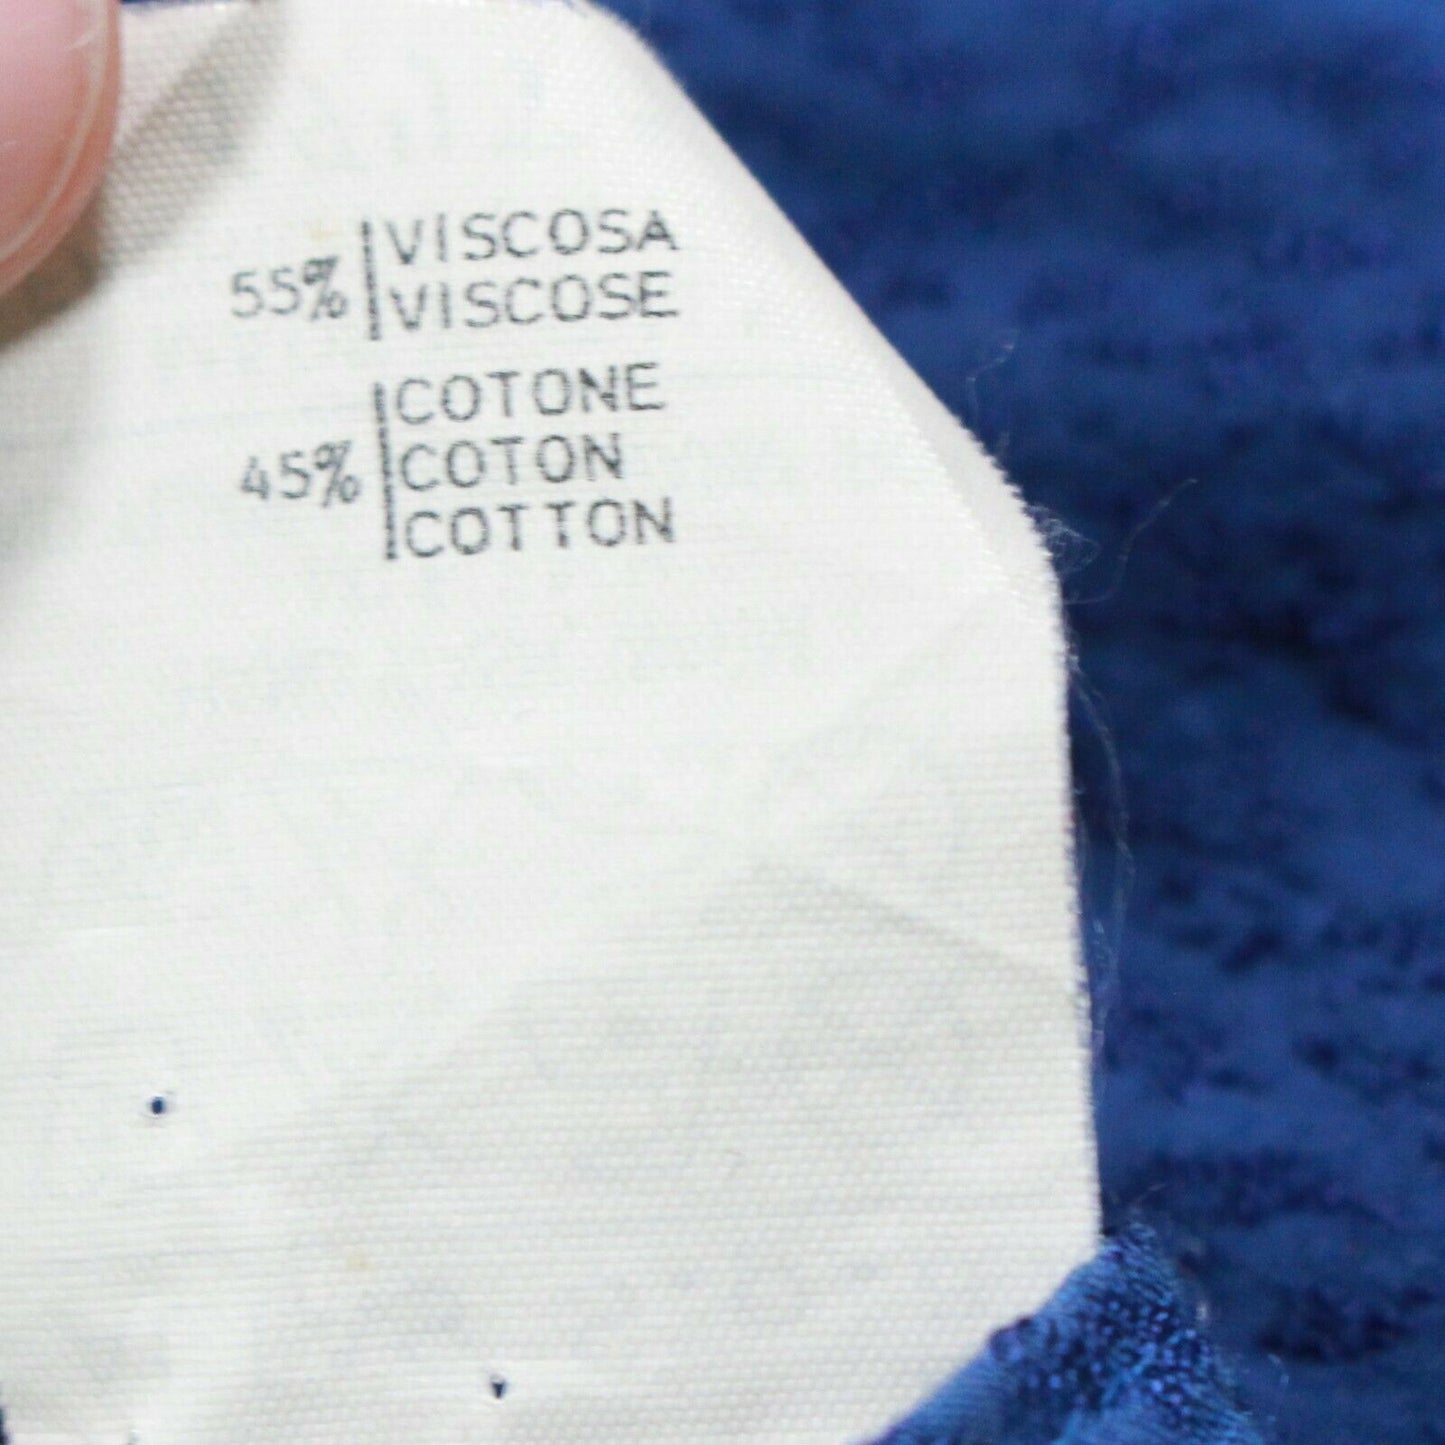 VISCOSA
55% VISCOSE
COTONE
45% COTON
COTTON